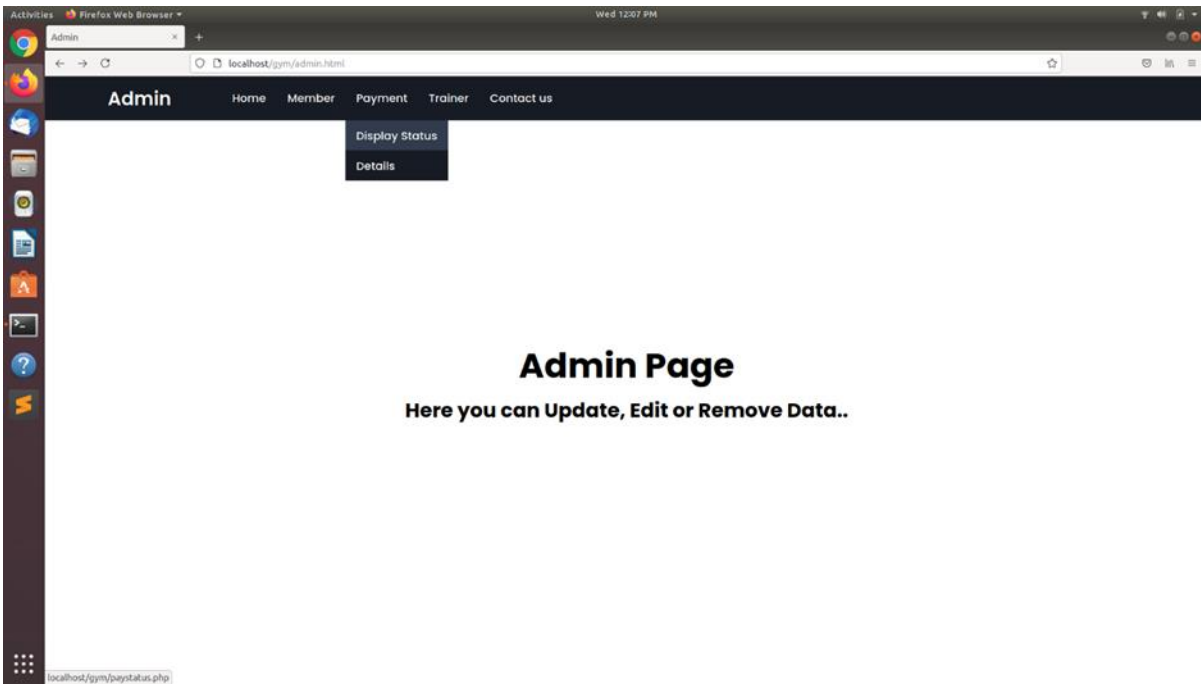 Activities Firefox Web Browser Wed 12:07 PM
Admin
localhost/gym/admin.html
Admin Home Member Payment Trainer Contact us
Display Status
Details
Admin Page
Here you can Update, Edit or Remove Data..
localhost/gym/paystatus.php